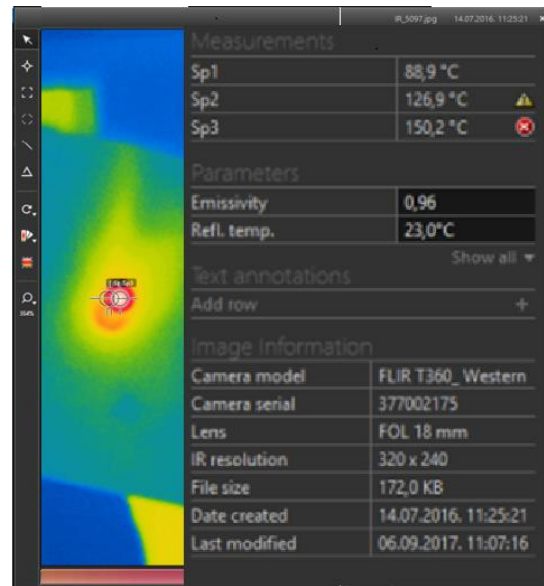 IR_5097.jpg 14.07.2016. 11:25:21
Measurements
Sp1 88,9 °C
Sp2 126,9 °C
Sp3 150,2 °C
Parameters
Emissivity 0,96
Refl. temp. 23,0°C
Show all
Text annotations
Add row +
Image Information
Camera model FLIR T360_ Western
Camera serial 377002175
Lens FOL 18 mm
IR resolution 320 x 240
File size 172,0 KB
Date created 14.07.2016. 11:25:21
Last modified 06.09.2017. 11:07:16